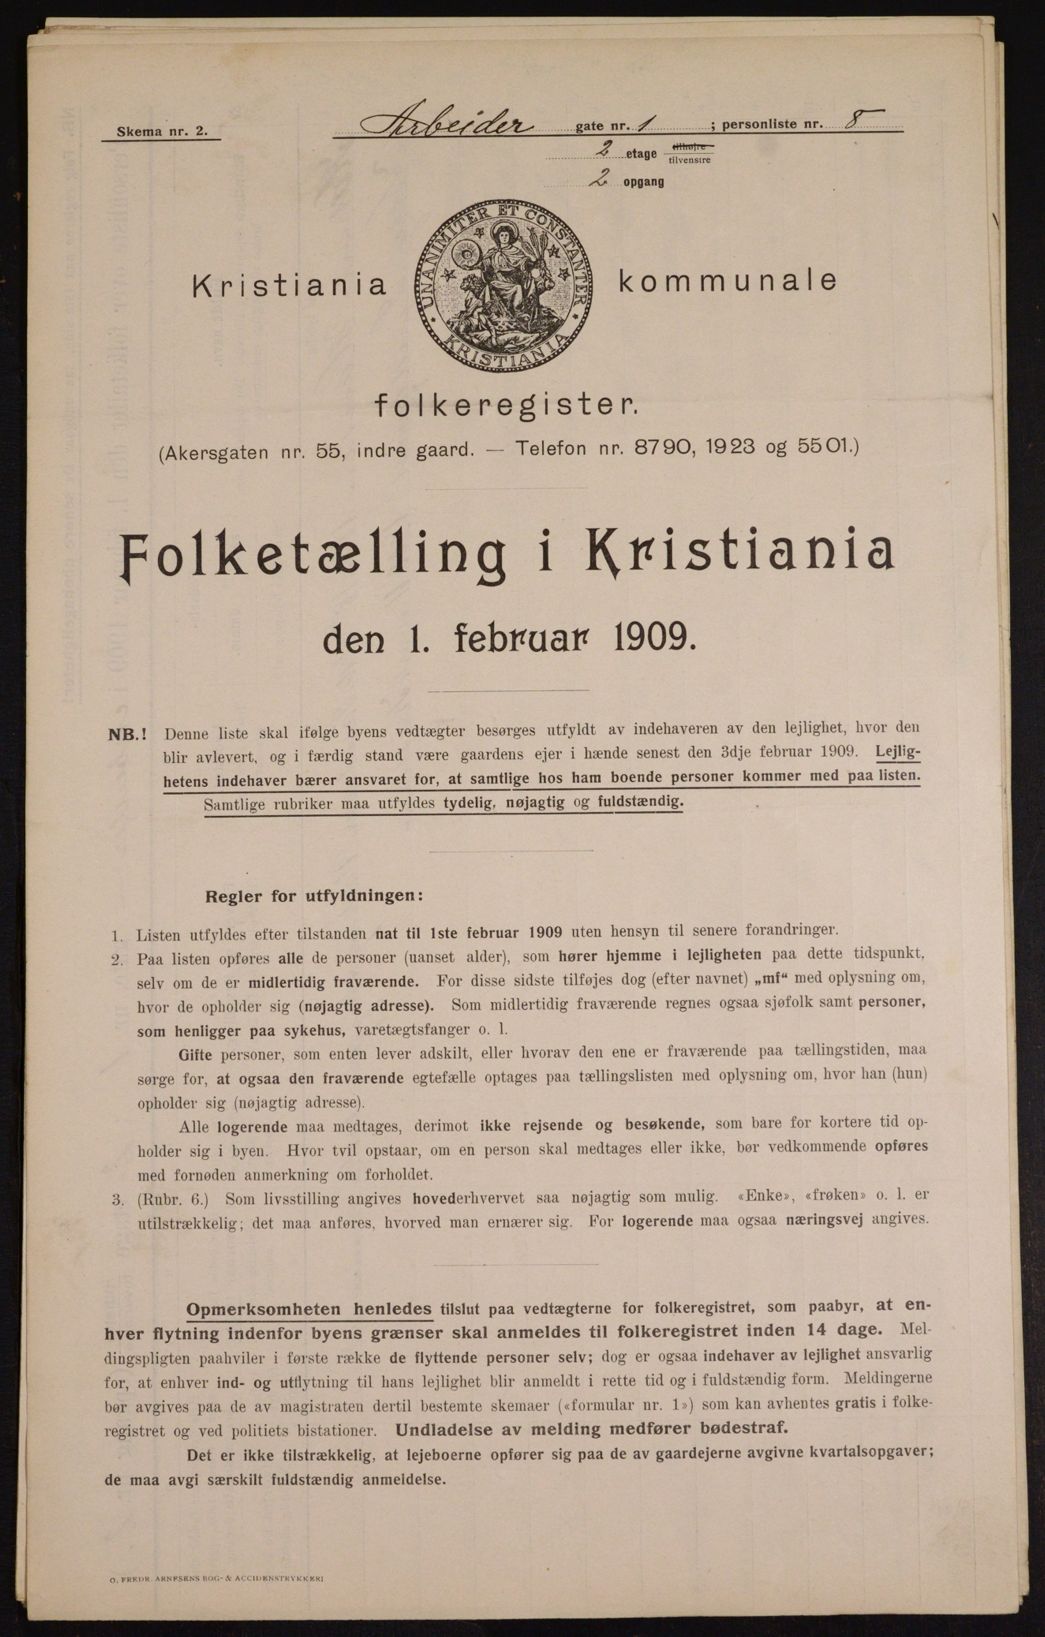 Skema nr. 2.
Arbeider gate nr. 1 ; personliste nr. 8
2 etage tilhøjre
tilvenstre
2 opgang
UNANIMITER ET CONSTANTER
KRISTIANIA
Kristiania kommunale
folkeregister.
(Akersgaten nr. 55, indre gaard. — Telefon nr. 8790, 1923 og 5501.)
Folketælling i Kristiania
den 1. februar 1909.
NB.! Denne liste skal ifølge byens vedtægter besørges utfyldt av indehaveren av den lejlighet, hvor den
blir avlevert, og i færdig stand være gaardens ejer i hænde senest den 3dje februar 1909. Lejlig-
hetens indehaver bærer ansvaret for, at samtlige hos ham boende personer kommer med paa listen.
Samtlige rubriker maa utfyldes tydelig, nøjagtig og fuldstændig.
Regler for utfyldningen:
1. Listen utfyldes efter tilstanden nat til 1ste februar 1909 uten hensyn til senere forandringer.
2. Paa listen opføres alle de personer (uanset alder), som hører hjemme i lejligheten paa dette tidspunkt,
selv om de er midlertidig fraværende. For disse sidste tilføjes dog (efter navnet) „mf“ med oplysning om,
hvor de opholder sig (nøjagtig adresse). Som midlertidig fraværende regnes ogsaa sjøfolk samt personer,
som henligger paa sykehus, varetægtsfanger o. l.
Gifte personer, som enten lever adskilt, eller hvorav den ene er fraværende paa tællingstiden, maa
sørge for, at ogsaa den fraværende egtefælle optages paa tællingslisten med oplysning om, hvor han (hun)
opholder sig (nøjagtig adresse).
Alle logerende maa medtages, derimot ikke rejsende og besøkende, som bare for kortere tid op-
holder sig i byen. Hvor tvil opstaar, om en person skal medtages eller ikke, bør vedkommende opføres
med fornøden anmerkning om forholdet.
3. (Rubr. 6.) Som livsstilling angives hovederhvervet saa nøjagtig som mulig. «Enke», «frøken» o. l. er
utilstrækkelig; det maa anføres, hvorved man ernærer sig. For logerende maa ogsaa næringsvej angives.
Opmerksomheten henledes tilslut paa vedtægterne for folkeregistret, som paabyr, at en-
hver flytning indenfor byens grænser skal anmeldes til folkeregistret inden 14 dage. Mel-
dingspligten paahviler i første række de flyttende personer selv; dog er ogsaa indehaver av lejlighet ansvarlig
for, at enhver ind- og utflytning til hans lejlighet blir anmeldt i rette tid og i fuldstændig form. Meldingerne
bør avgives paa de av magistraten dertil bestemte skemaer («formular nr. 1») som kan avhentes gratis i folke-
registret og ved politiets bistationer. Undladelse av melding medfører bødestraf.
Det er ikke tilstrækkelig, at lejeboerne opfører sig paa de av gaardejerne avgivne kvartalsopgaver;
de maa avgi særskilt fuldstændig anmeldelse.
O. FREDR. ARNESENS BOG- & ACCIDENSTRYKKERI